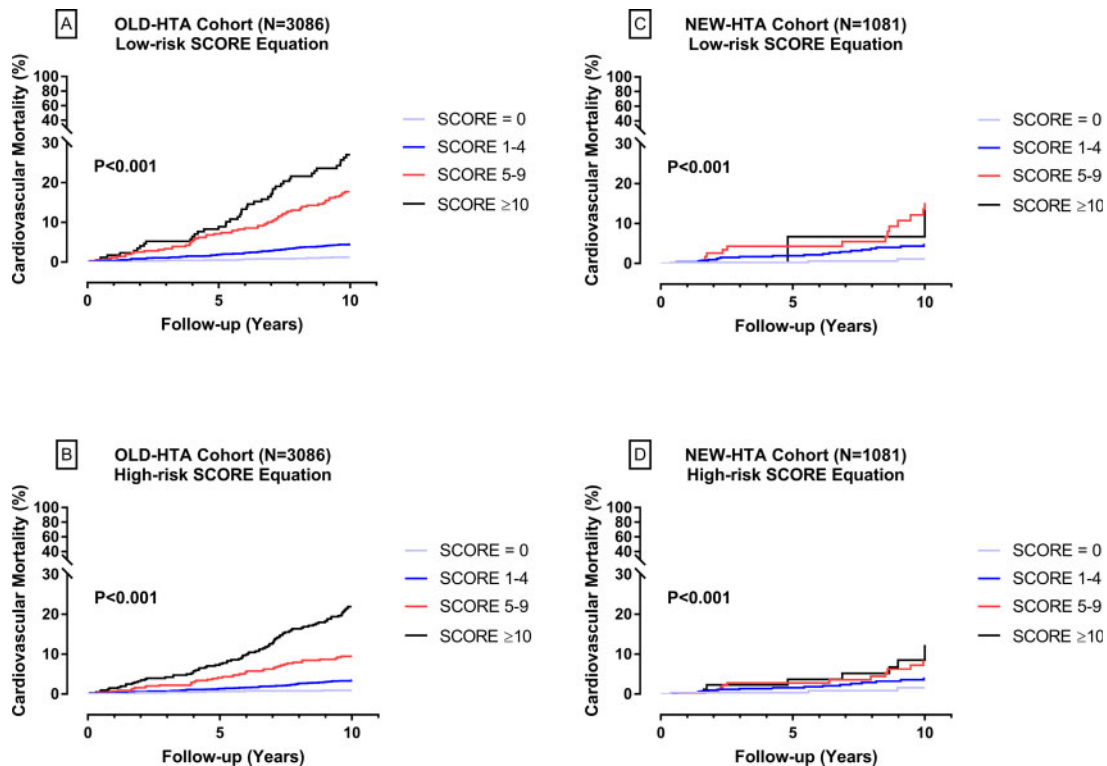 A
OLD-HTA Cohort (N=3086)
Low-risk SCORE Equation
Cardiovascular Mortality (%)
100
80
60
40
30
20
10
0
P<0.001
0
5
10
Follow-up (Years)
SCORE = 0
SCORE 1-4
SCORE 5-9
SCORE ≥10
C
NEW-HTA Cohort (N=1081)
Low-risk SCORE Equation
Cardiovascular Mortality (%)
100
80
60
40
30
20
10
0
P<0.001
0
5
10
Follow-up (Years)
SCORE = 0
SCORE 1-4
SCORE 5-9
SCORE ≥10
B
OLD-HTA Cohort (N=3086)
High-risk SCORE Equation
Cardiovascular Mortality (%)
100
80
60
40
30
20
10
0
P<0.001
0
5
10
Follow-up (Years)
SCORE = 0
SCORE 1-4
SCORE 5-9
SCORE ≥10
D
NEW-HTA Cohort (N=1081)
High-risk SCORE Equation
Cardiovascular Mortality (%)
100
80
60
40
30
20
10
0
P<0.001
0
5
10
Follow-up (Years)
SCORE = 0
SCORE 1-4
SCORE 5-9
SCORE ≥10